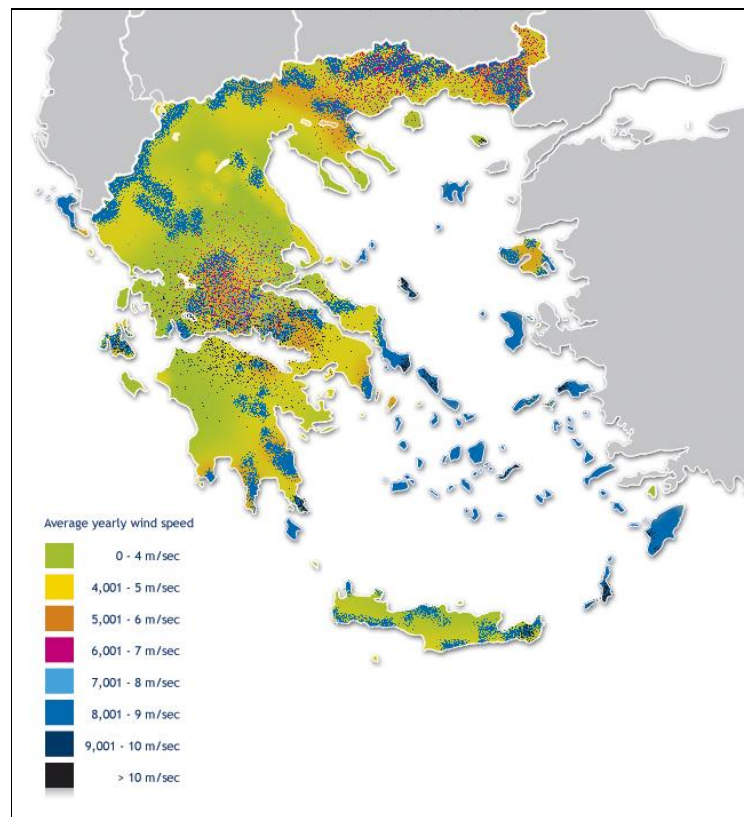 Average yearly wind speed
0 - 4 m/sec
4,001 - 5 m/sec
5,001 - 6 m/sec
6,001 - 7 m/sec
7,001 - 8 m/sec
8,001 - 9 m/sec
9,001 - 10 m/sec
> 10 m/sec